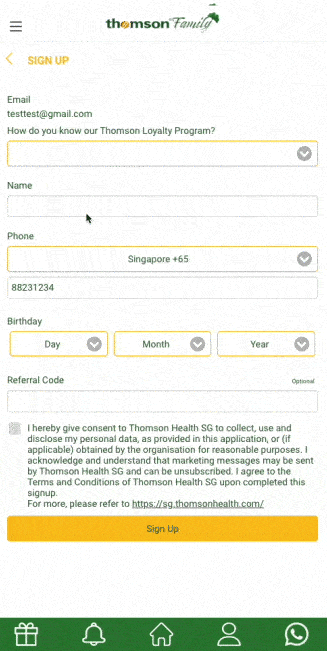 thomson Family
SIGN UP
Email
testtest@gmail.com
How do you know our Thomson Loyalty Program?
Name
Phone
Singapore +65
88231234
Birthday
Day Month Year
Referral Code Optional
I hereby give consent to Thomson Health SG to collect, use and
disclose my personal data, as provided in this application, or (if
applicable) obtained by the organisation for reasonable purposes. I
acknowledge and understand that marketing messages may be sent
by Thomson Health SG and can be unsubscribed. I agree to the
Terms and Conditions of Thomson Health SG upon completed this
signup.
For more, please refer to https://sg.thomsonhealth.com/
Sign Up